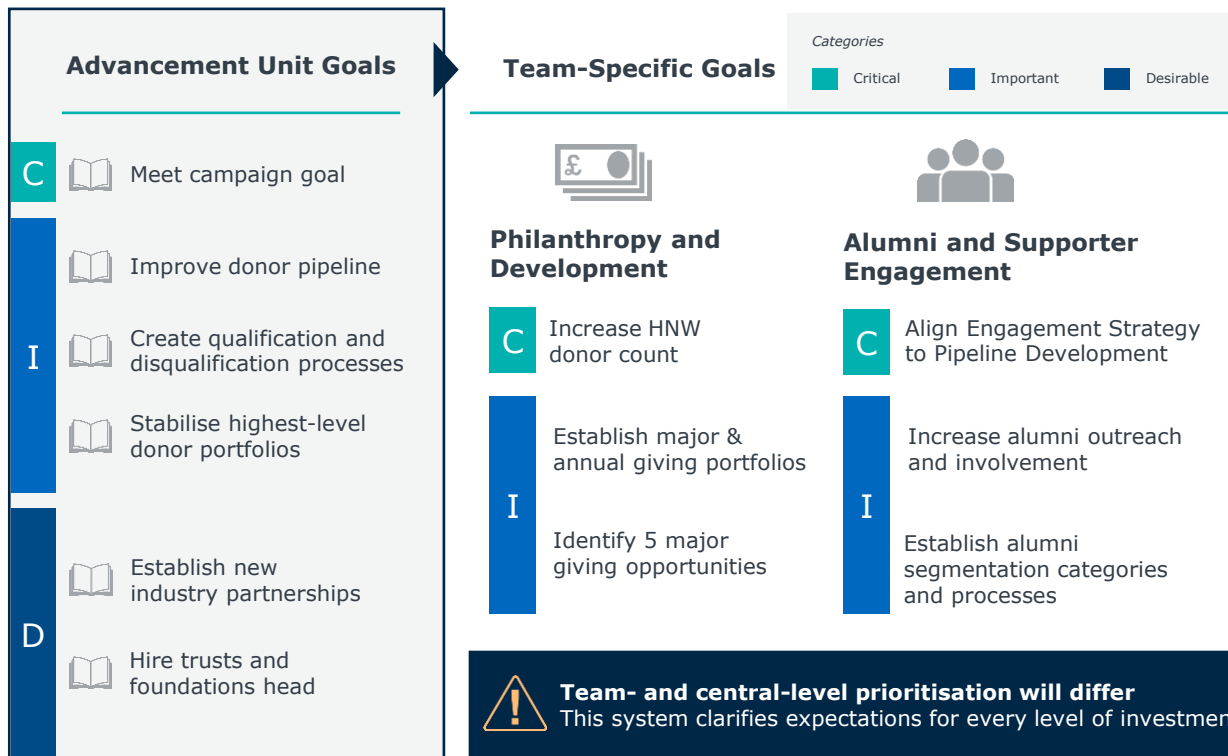 Advancement Unit Goals
C
Meet campaign goal
I
Improve donor pipeline
Create qualification and
disqualification processes
Stabilise highest-level
donor portfolios
D
Establish new
industry partnerships
Hire trusts and
foundations head
Team-Specific Goals
Categories
Critical
Important
Desirable
£
Philanthropy and
Development
C
Increase HNW
donor count
I
Establish major &
annual giving portfolios
Identify 5 major
giving opportunities
Alumni and Supporter
Engagement
C
Align Engagement Strategy
to Pipeline Development
I
Increase alumni outreach
and involvement
Establish alumni
segmentation categories
and processes
!
Team- and central-level prioritisation will differ
This system clarifies expectations for every level of